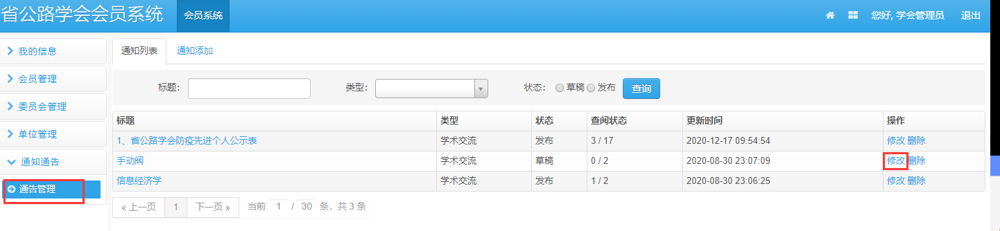 省公路学会会员系统 会员系统 您好, 学会管理员 退出
我的信息
会员管理
委员会管理
单位管理
通知通告
通告管理
通知列表 通知添加
标题： 类型： 状态： 草稿 发布 查询
标题 类型 状态 查阅状态 更新时间 操作
1、省公路学会防疫先进个人公示表 学术交流 发布 3 / 17 2020-12-17 09:54:54 修改 删除
手动阀 学术交流 草稿 0 / 2 2020-08-30 23:07:09 修改 删除
信息经济学 学术交流 发布 1 / 2 2020-08-30 23:06:25 修改 删除
« 上一页 1 下一页 » 当前 1 / 30 条，共 3 条